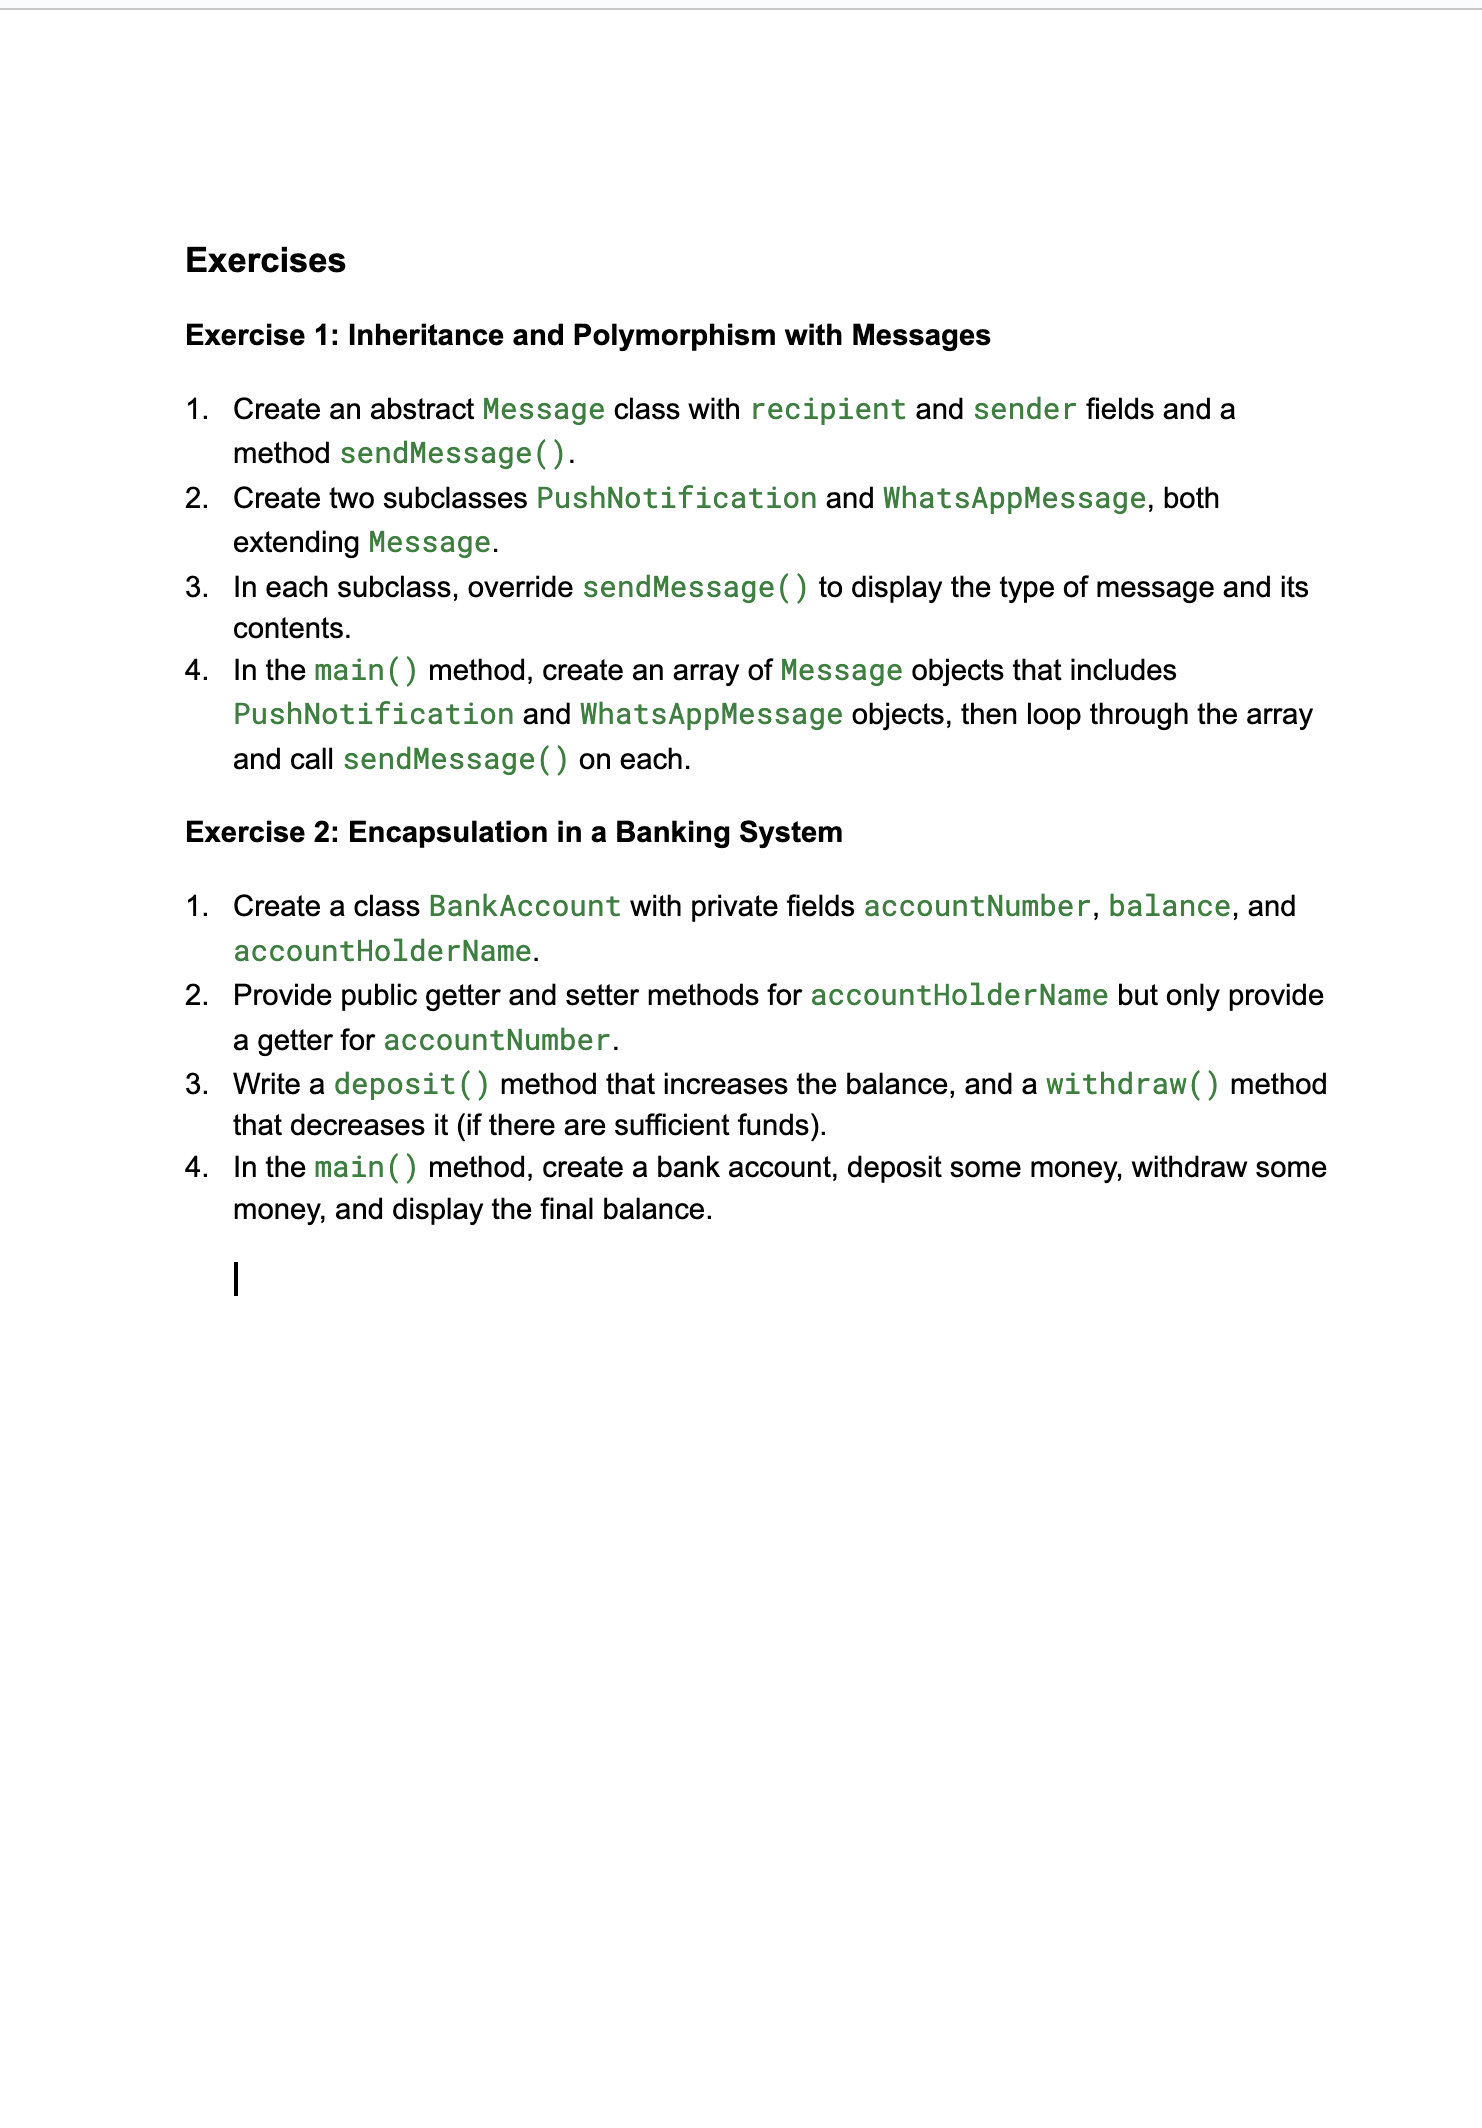 Exercises
Exercise 1: Inheritance and Polymorphism with Messages
1. Create an abstract Message class with recipient and sender fields and a
method sendMessage().
2. Create two subclasses PushNotification and WhatsAppMessage, both
extending Message.
3. In each subclass, override sendMessage() to display the type of message and its
contents.
4. In the main() method, create an array of Message objects that includes
PushNotification and WhatsAppMessage objects, then loop through the array
and call sendMessage() on each.
Exercise 2: Encapsulation in a Banking System
1. Create a class BankAccount with private fields accountNumber, balance, and
accountHolderName.
2. Provide public getter and setter methods for accountHolderName but only provide
a getter for accountNumber.
3. Write a deposit() method that increases the balance, and a withdraw() method
that decreases it (if there are sufficient funds).
4. In the main() method, create a bank account, deposit some money, withdraw some
money, and display the final balance.